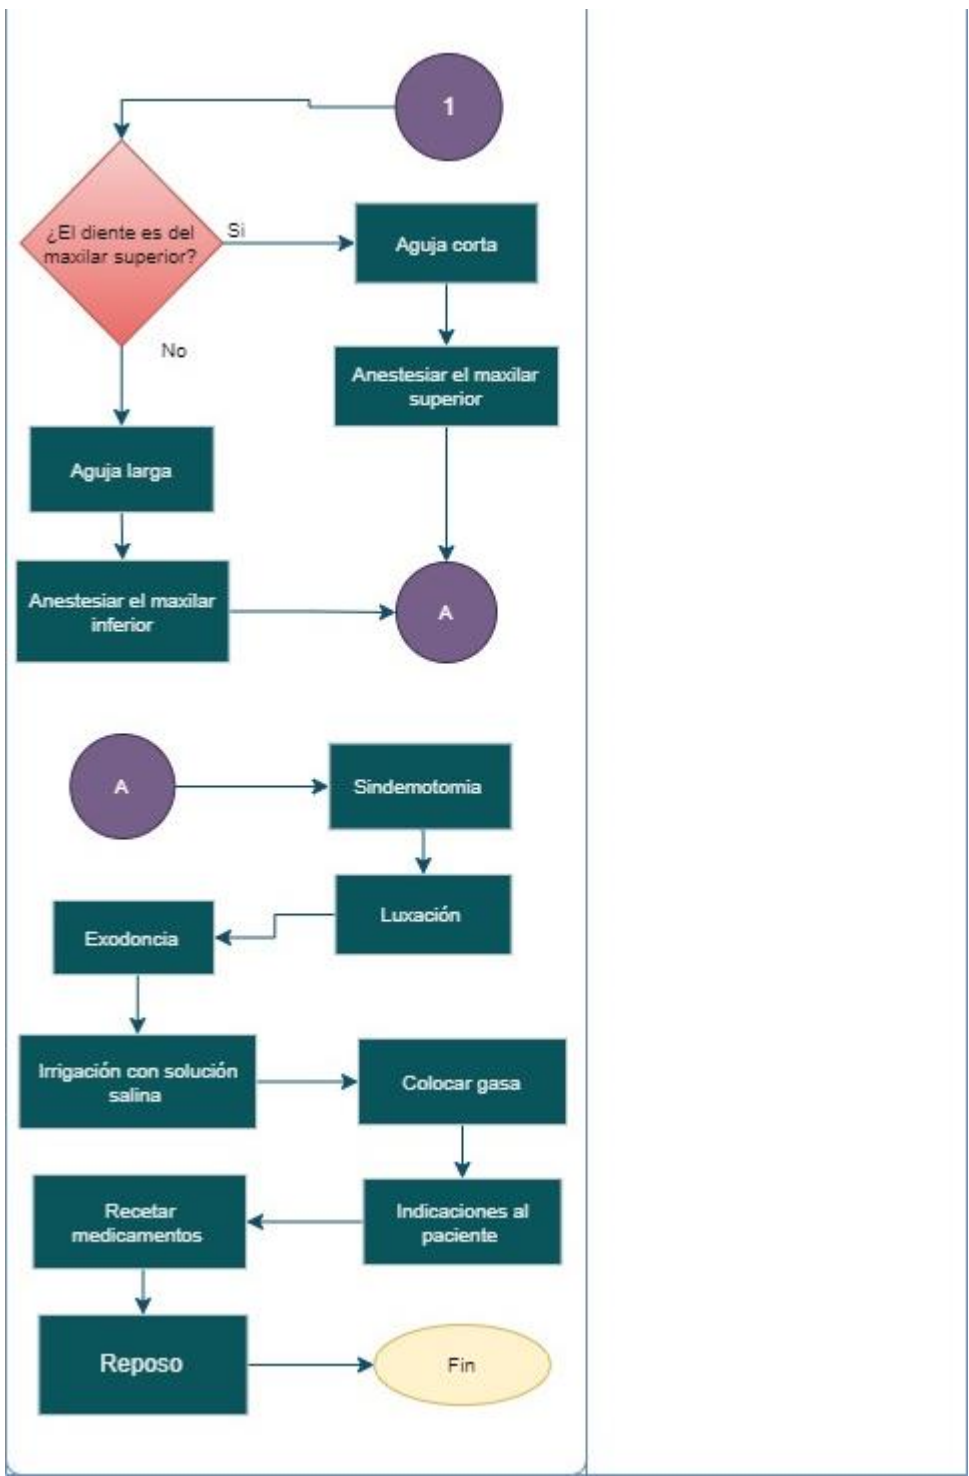 1
¿El diente es del
maxilar superior?
Si
Aguja corta
No
Anestesiar el maxilar
superior
Aguja larga
Anestesiar el maxilar
inferior
A
A
Sindemotomia
Luxación
Exodoncia
Irrigación con solución
salina
Colocar gasa
Indicaciones al
paciente
Recetar
medicamentos
Reposo
Fin